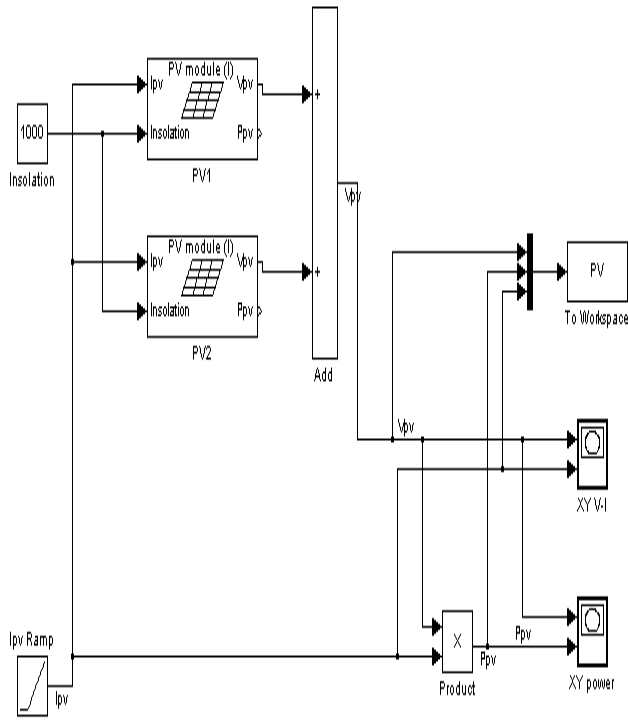 PV module (I)
Ipv
Vpv
+
1000
Insolation
Ppv
Insolation
PV1
Vpv
PV module (I)
Ipv
Vpv
+
PV
Insolation
Ppv
To Workspace
PV2
Add
Vpv
XY V-I
Ipv Ramp
X
Ppv
Ppv
Ipv
Product
XY power